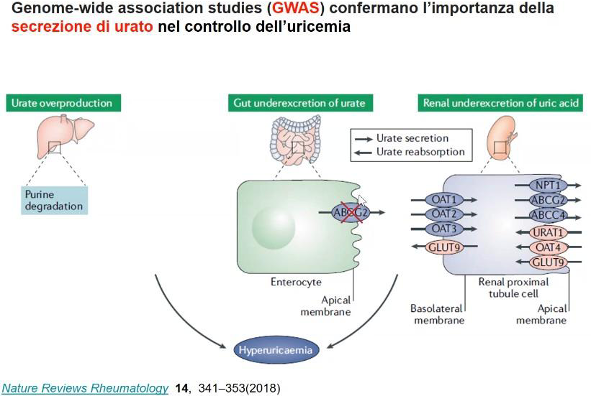 Genome-wide association studies (GWAS) confermano l'importanza della
secrezione di urato nel controllo dell'uricemia
Urate overproduction
Gut underexcretion of urate
Renal underexcretion of uric acid
Urate secretion
Urate reabsorption
Purine
degradation
ABCG2
OAT1
OAT2
OAT3
GLUT9
NPT1
ABCG2
ABCC4
URAT1
OAT4
GLUT9
Enterocyte
Apical
membrane
Renal proximal
tubule cell
Basolateral
membrane
Apical
membrane
Hyperuricaemia
Nature Reviews Rheumatology 14, 341–353(2018)